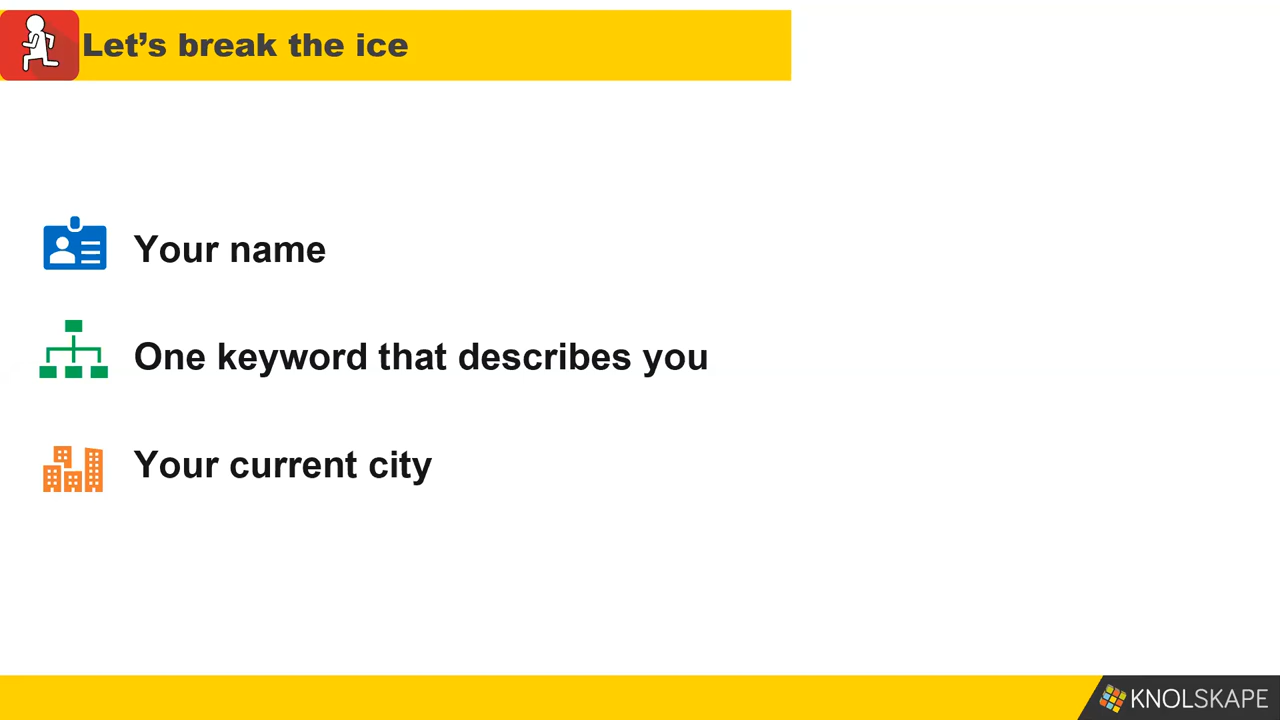 Let’s break the ice
Your name
One keyword that describes you
Your current city
KNOLSKAPE